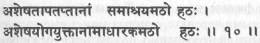 अशेषतापतप्तानां समाश्रयमठो हठः ।
अशेषयोगयुक्तानामाधारकमठो हठः ॥ १० ॥